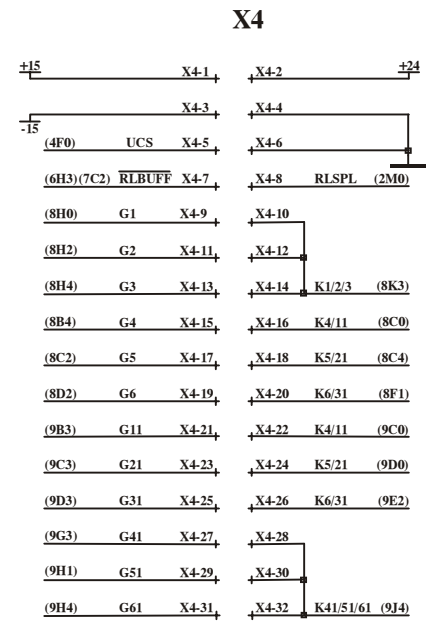 X4
+15 X4-1 X4-2 +24
X4-3 X4-4
-15
(4F0) UCS X4-5 X4-6
(6H3)(7C2) RLBUFF X4-7 X4-8 RLSPL (2M0)
(8H0) G1 X4-9 X4-10
(8H2) G2 X4-11 X4-12
(8H4) G3 X4-13 X4-14 K1/2/3 (8K3)
(8B4) G4 X4-15 X4-16 K4/11 (8C0)
(8C2) G5 X4-17 X4-18 K5/21 (8C4)
(8D2) G6 X4-19 X4-20 K6/31 (8F1)
(9B3) G11 X4-21 X4-22 K4/11 (9C0)
(9C3) G21 X4-23 X4-24 K5/21 (9D0)
(9D3) G31 X4-25 X4-26 K6/31 (9E2)
(9G3) G41 X4-27 X4-28
(9H1) G51 X4-29 X4-30
(9H4) G61 X4-31 X4-32 K41/51/61 (9J4)